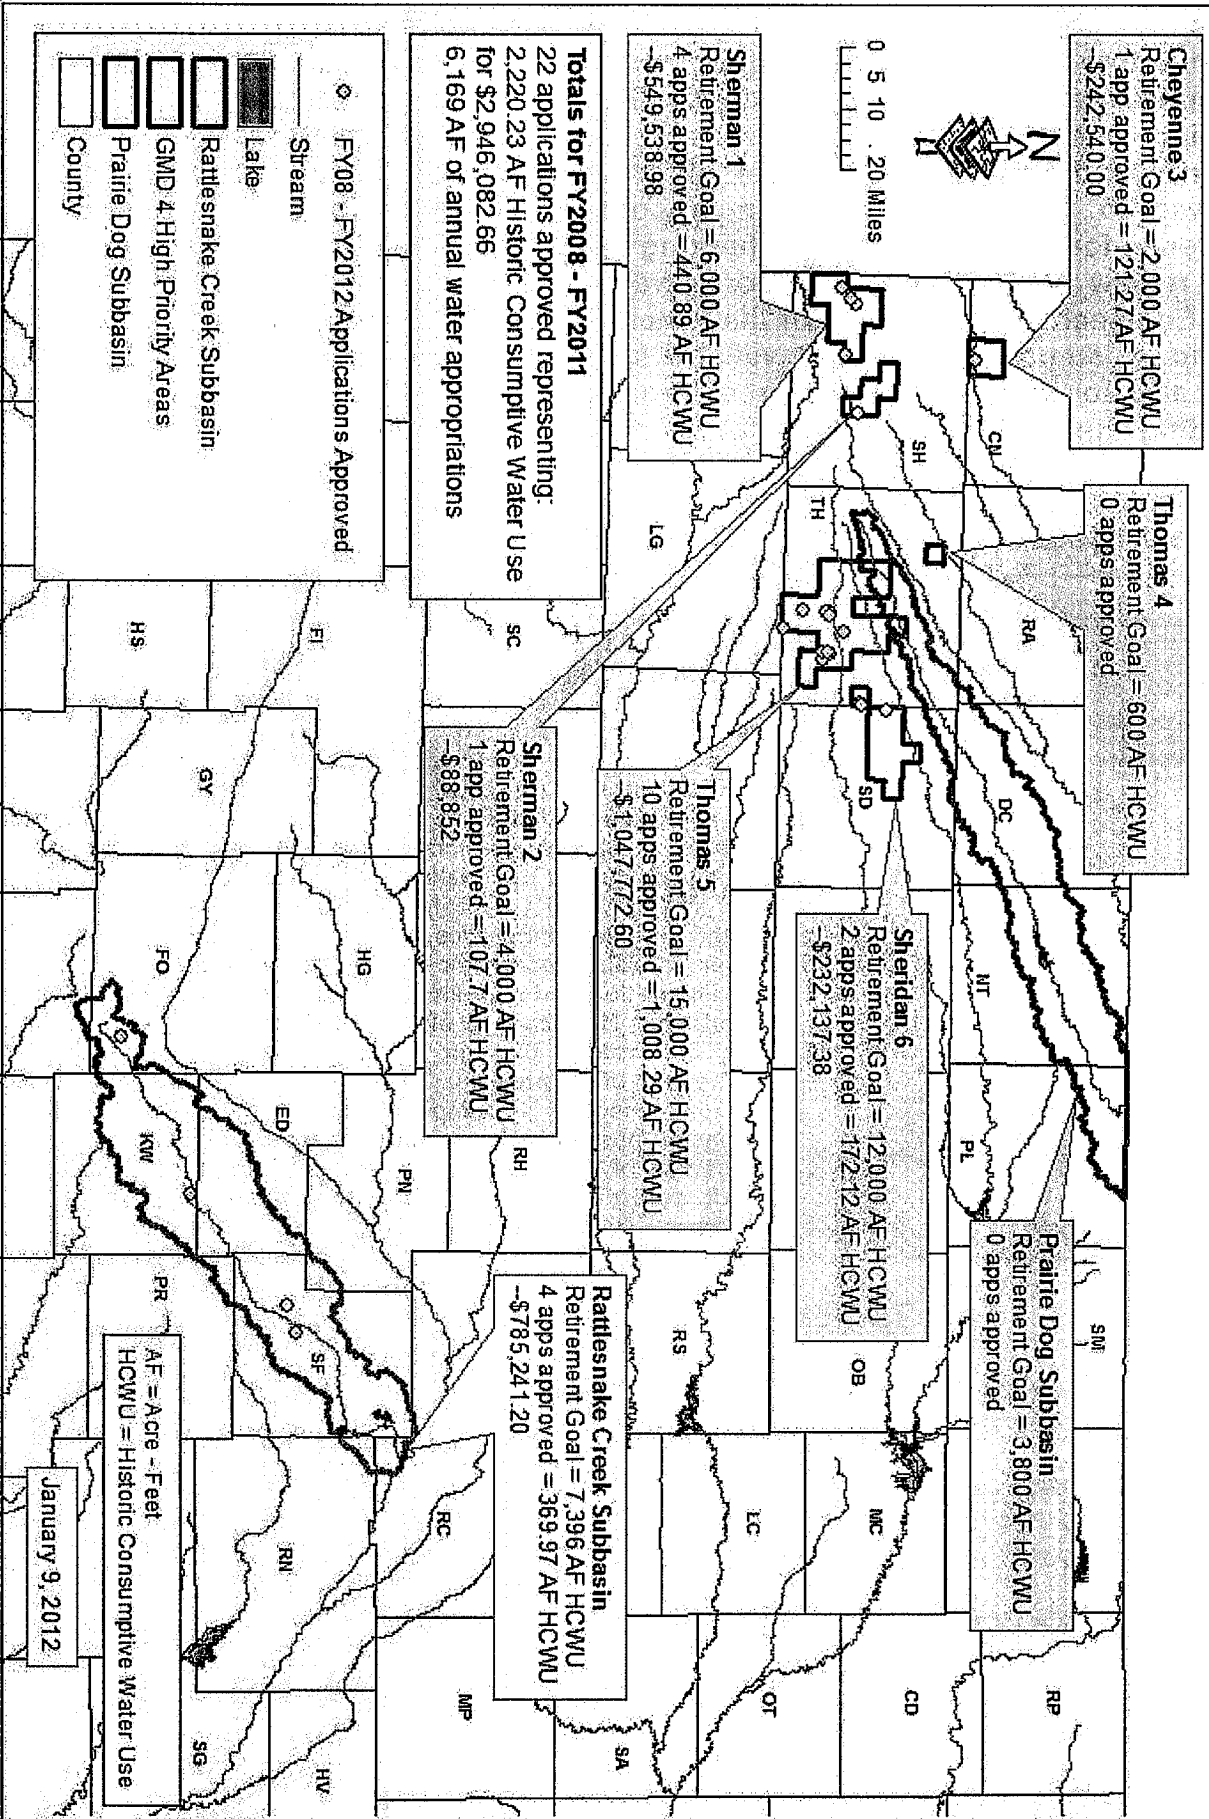 Cheyenne 3
Retirement Goal = 2,000 AF HCWU
1 app approved = 121.27 AF HCWU
~$242,540.00
Thomas 4
Retirement Goal = 600 AF HCWU
0 apps approved
Prairie Dog Subbasin
Retirement Goal = 3,800 AF HCWU
0 apps approved
N
0 5 10 20 Miles
Sherman 1
Retirement Goal = 6,000 AF HCWU
4 apps approved = 440.89 AF HCWU
~$549,538.98
Sheridan 6
Retirement Goal = 12,000 AF HCWU
2 apps approved = 172.12 AF HCWU
~$232,137.38
Thomas 5
Retirement Goal = 15,000 AF HCWU
10 apps approved = 1,008.29 AF HCWU
~$1,047,772.60
Sherman 2
Retirement Goal = 4,000 AF HCWU
1 app approved = 107.7 AF HCWU
~$88,852
Rattlesnake Creek Subbasin
Retirement Goal = 7,396 AF HCWU
4 apps approved = 369.97 AF HCWU
~$785,241.20
Totals for FY2008 - FY2011
22 applications approved representing:
2,220.23 AF Historic Consumptive Water Use
for $2,946,082.66
6,169 AF of annual water appropriations
FY08 - FY2012 Applications Approved
Stream
Lake
Rattlesnake Creek Subbasin
GMD 4 High Priority Areas
Prairie Dog Subbasin
County
CN
RA
DC
NT
PL
SM
RP
SH
TH
SD
OB
MC
CD
LG
RS
LC
OT
SC
RH
SA
FI
HG
PN
RC
MP
HS
GY
FO
ED
KW
SF
PR
RN
HV
SG
AF = Acre - Feet
HCWU = Historic Consumptive Water Use
January 9, 2012